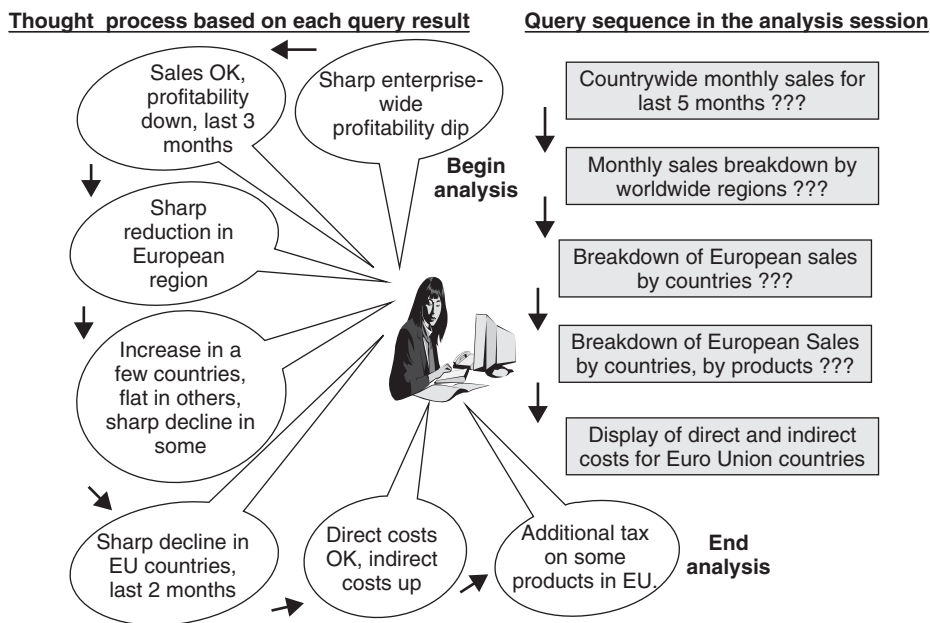 Thought process based on each query result
Sharp enterprise-
wide
profitability dip
Begin
analysis
Sales OK,
profitability
down, last 3
months
Sharp
reduction in
European
region
Increase in a
few countries,
flat in others,
sharp decline in
some
Sharp decline in
EU countries,
last 2 months
Direct costs
OK, indirect
costs up
Additional tax
on some
products in EU.
End
analysis
Query sequence in the analysis session
Countrywide monthly sales for
last 5 months ???
Monthly sales breakdown by
worldwide regions ???
Breakdown of European sales
by countries ???
Breakdown of European Sales
by countries, by products ???
Display of direct and indirect
costs for Euro Union countries